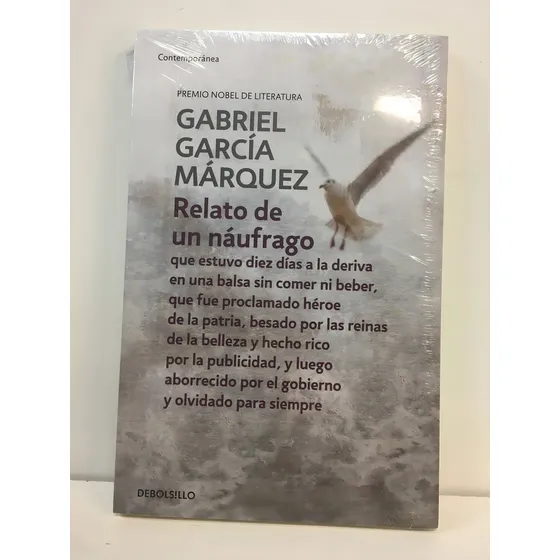 Contemporánea
PREMIO NOBEL DE LITERATURA
GABRIEL
GARCÍA
MÁRQUEZ
Relato de
un náufrago
que estuvo diez días a la deriva
en una balsa sin comer ni beber,
que fue proclamado héroe
de la patria, besado por las reinas
de la belleza y hecho rico
por la publicidad, y luego
aborrecido por el gobierno
y olvidado para siempre
DEBOLS!LLO